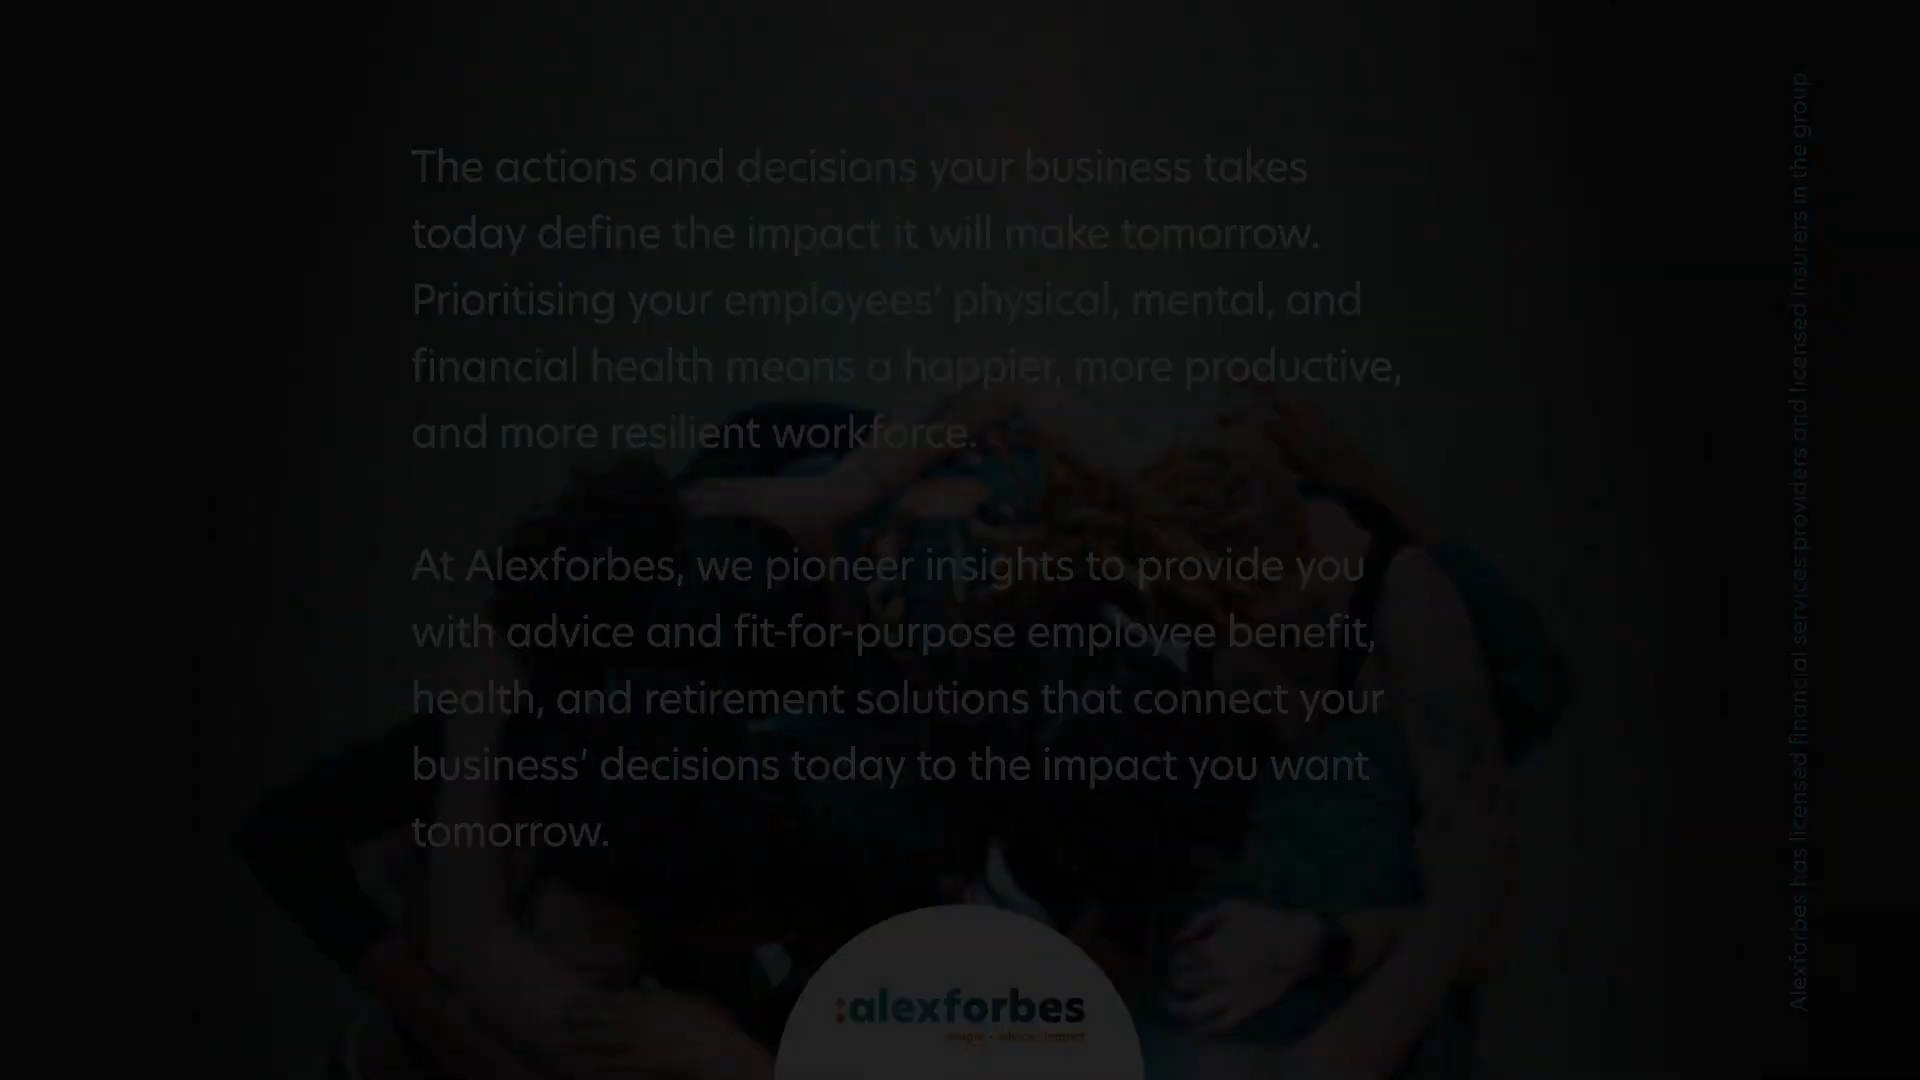 The actions and decisions your business takes
today define the impact it will make tomorrow.
Prioritising your employees’ physical, mental, and
financial health means a happier, more productive,
and more resilient workforce.
At Alexforbes, we pioneer insights to provide you
with advice and fit-for-purpose employee benefit,
health, and retirement solutions that connect your
business’ decisions today to the impact you want
tomorrow.
:alexforbes
insight · advice · impact
Alexforbes has licensed financial services providers and licensed insurers in the group